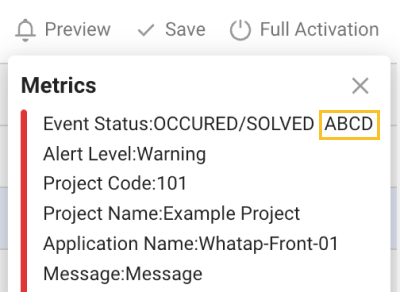 Preview Save Full Activation
Metrics
Event Status:OCCURED/SOLVED ABCD
Alert Level:Warning
Project Code:101
Project Name:Example Project
Application Name:Whatap-Front-01
Message:Message